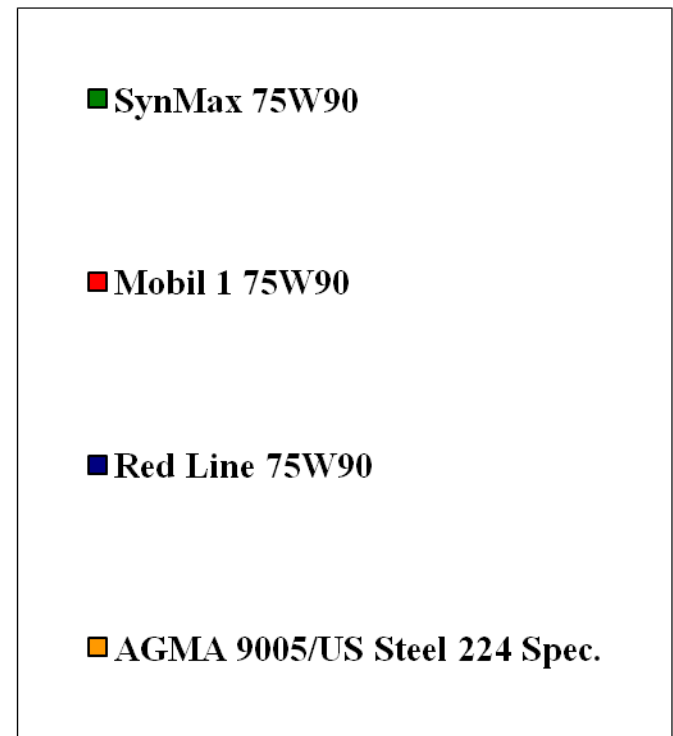 SynMax 75W90
Mobil 1 75W90
Red Line 75W90
AGMA 9005/US Steel 224 Spec.